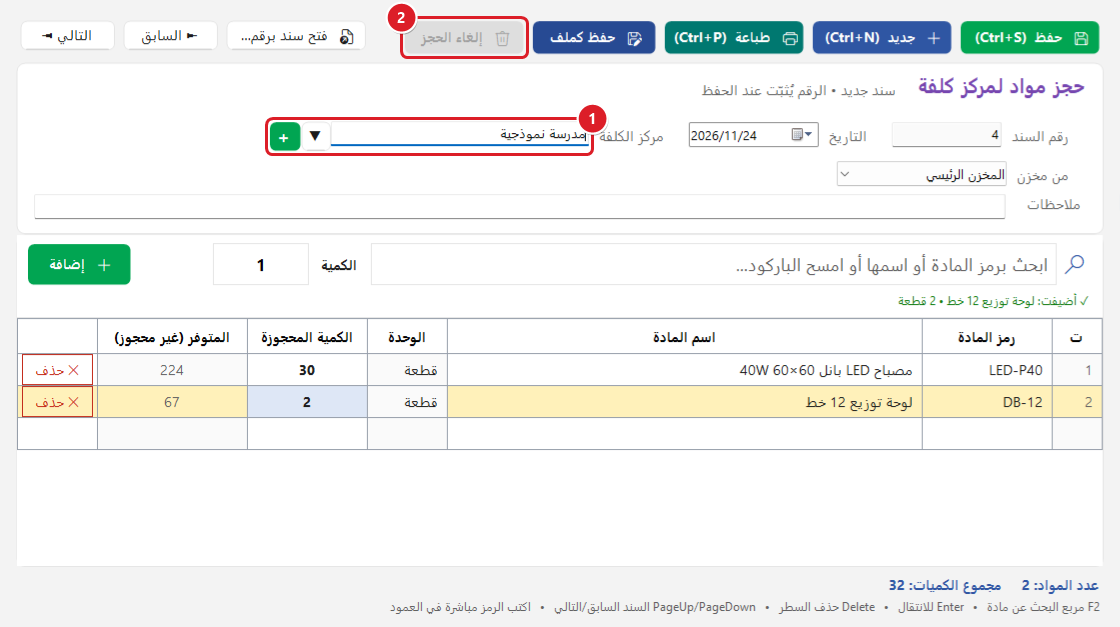 حفظ (Ctrl+S)
جديد (Ctrl+N)
طباعة (Ctrl+P)
حفظ كملف
إلغاء الحجز
2
فتح سند برقم...
السابق
التالي
حجز مواد لمركز كلفة
سند جديد • الرقم يُثبّت عند الحفظ
رقم السند 4
التاريخ 2026/11/24
مركز الكلفة مدرسة نموذجية
1
+
من مخزن المخزن الرئيسي
ملاحظات
ابحث برمز المادة أو اسمها أو امسح الباركود...
الكمية 1
إضافة
✓ أضيفت: لوحة توزيع 12 خط • 2 قطعة
ت رمز المادة اسم المادة الوحدة الكمية المحجوزة المتوفر (غير محجوز)
1 LED-P40 مصباح LED بانل 60×60 40W قطعة 30 224 حذف
2 DB-12 لوحة توزيع 12 خط قطعة 2 67 حذف
عدد المواد: 2 مجموع الكميات: 32
F2 مربع البحث عن مادة • Enter للانتقال • Delete حذف السطر • PageUp/PageDown السند السابق/التالي • اكتب الرمز مباشرة في العمود